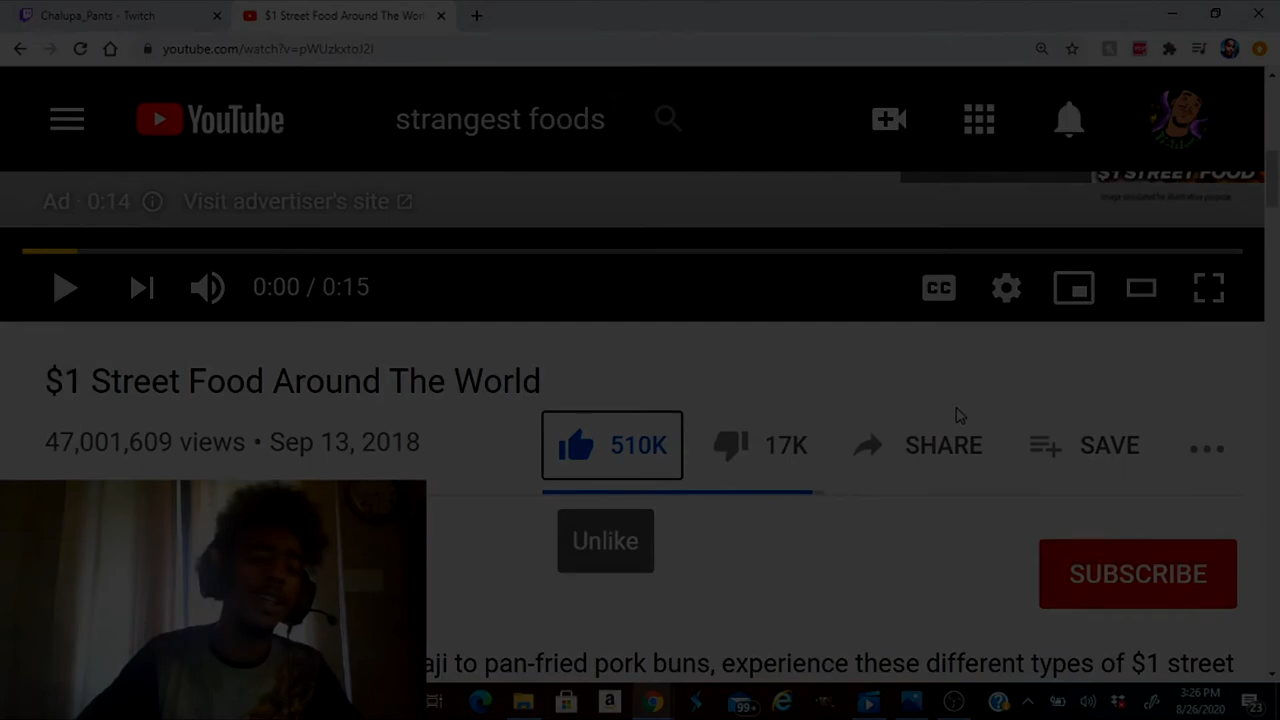 Chalupa_Pants - Twitch
$1 Street Food Around The Wor
youtube.com/watch?v=pWUzkxtoJ2I
YouTube
strangest foods
$1 STREET FOOD
Ad · 0:14
Visit advertiser's site
0:00 / 0:15
CC
$1 Street Food Around The World
47,001,609 views • Sep 13, 2018
510K
17K
SHARE
SAVE
Unlike
SUBSCRIBE
aji to pan-fried pork buns, experience these different types of $1 street
99+
3:26 PM
8/26/2020
23